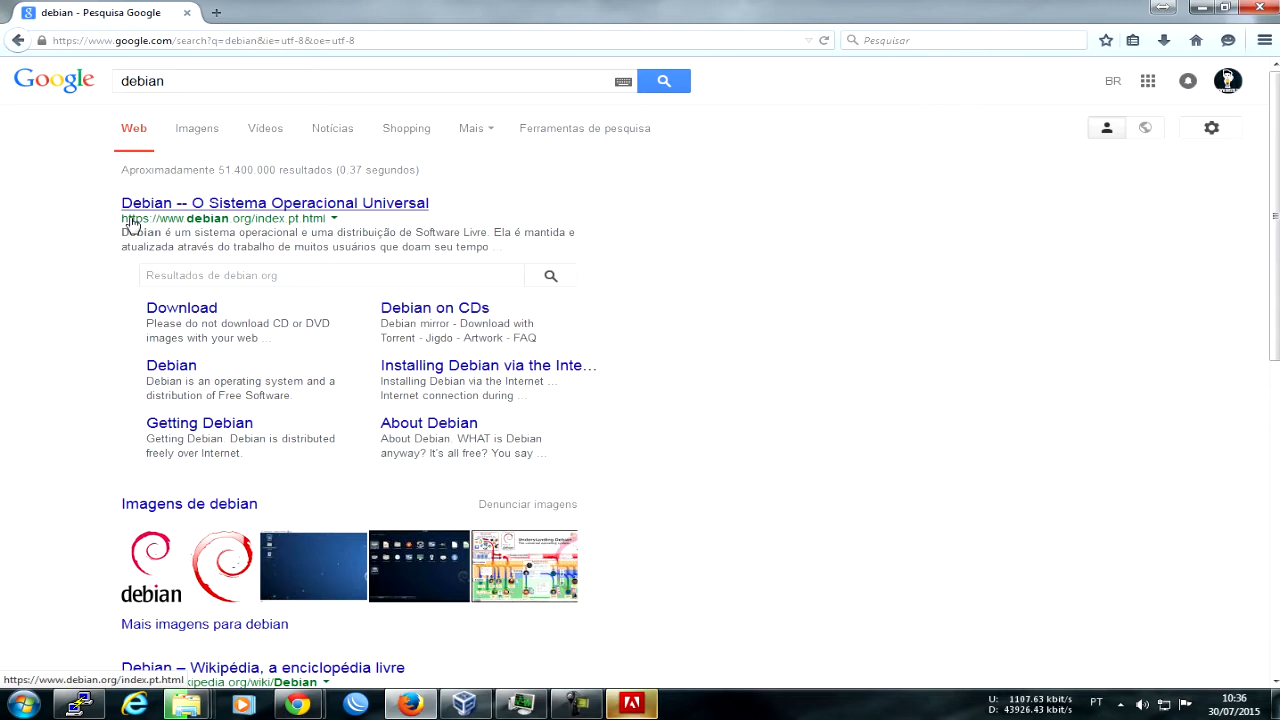 debian - Pesquisa Google
https://www.google.com/search?q=debian&ie=utf-8&oe=utf-8
Pesquisar
Google
debian
BR
Web Imagens Vídeos Notícias Shopping Mais Ferramentas de pesquisa
Aproximadamente 51.400.000 resultados (0,37 segundos)
Debian -- O Sistema Operacional Universal
https://www.debian.org/index.pt.html
Debian é um sistema operacional e uma distribuição de Software Livre. Ela é mantida e
atualizada através do trabalho de muitos usuários que doam seu tempo ...
Resultados de debian.org
Download
Please do not download CD or DVD
images with your web ...
Debian on CDs
Debian mirror - Download with
Torrent - Jigdo - Artwork - FAQ
Debian
Debian is an operating system and a
distribution of Free Software.
Installing Debian via the Inte...
Installing Debian via the Internet ...
Internet connection during ...
Getting Debian
Getting Debian. Debian is distributed
freely over Internet.
About Debian
About Debian. WHAT is Debian
anyway? It's all free? You say ...
Imagens de debian
Denunciar imagens
debian
Understanding Debian
Mais imagens para debian
Debian – Wikipédia, a enciclopédia livre
kipedia.org/wiki/Debian
https://www.debian.org/index.pt.html
U: 1107.63 kbit/s
D: 43926.43 kbit/s
PT
10:36
30/07/2015